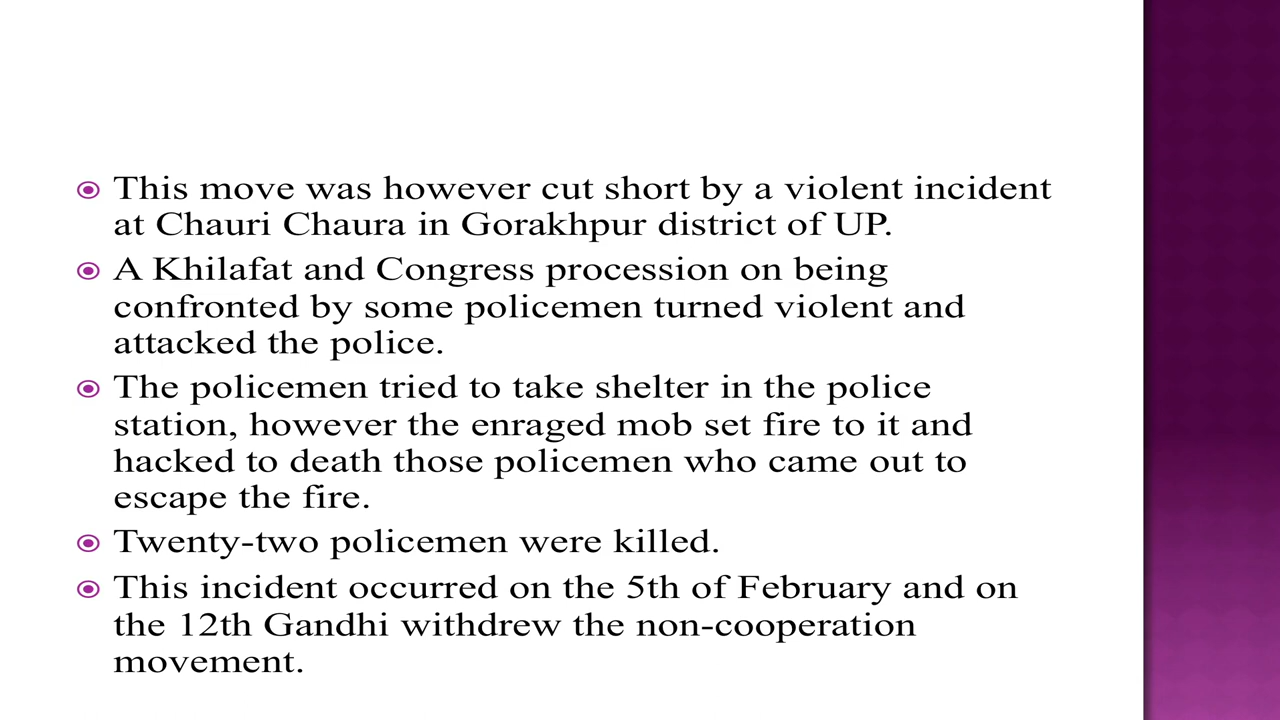 This move was however cut short by a violent incident
at Chauri Chaura in Gorakhpur district of UP.
A Khilafat and Congress procession on being
confronted by some policemen turned violent and
attacked the police.
The policemen tried to take shelter in the police
station, however the enraged mob set fire to it and
hacked to death those policemen who came out to
escape the fire.
Twenty-two policemen were killed.
This incident occurred on the 5th of February and on
the 12th Gandhi withdrew the non-cooperation
movement.